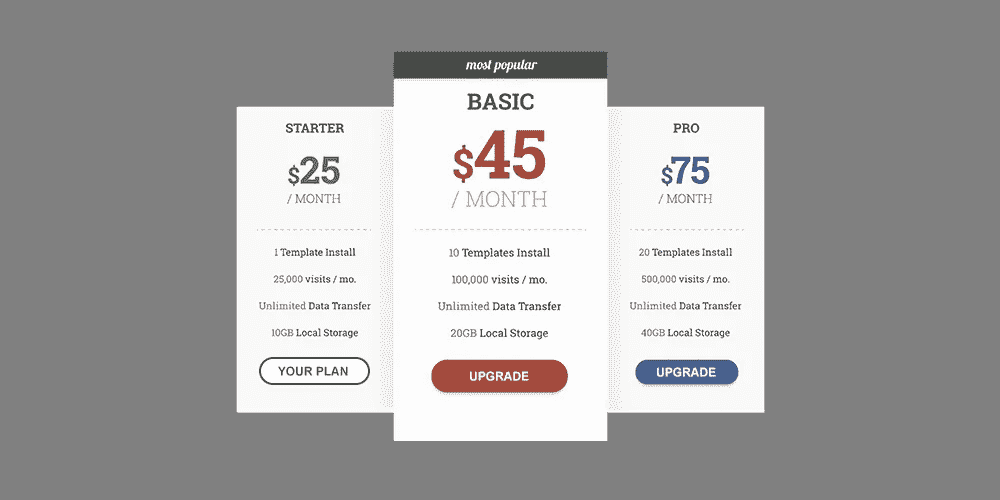 STARTER
$25
/ MONTH
1 Template Install
25,000 visits / mo.
Unlimited Data Transfer
10GB Local Storage
YOUR PLAN
most popular
BASIC
$45
/ MONTH
10 Templates Install
100,000 visits / mo.
Unlimited Data Transfer
20GB Local Storage
UPGRADE
PRO
$75
/ MONTH
20 Templates Install
500,000 visits / mo.
Unlimited Data Transfer
40GB Local Storage
UPGRADE